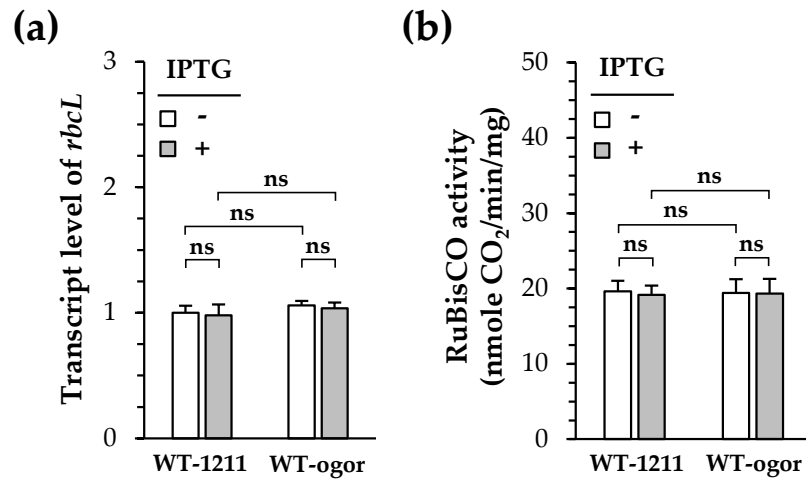 (a)
Transcript level of rbcL
3
2
1
0
IPTG
-
+
ns
ns
ns ns
WT-1211 WT-ogor
(b)
RuBisCO activity
(nmole CO₂/min/mg)
50
40
30
20
10
0
IPTG
-
+
ns
ns
ns ns
WT-1211 WT-ogor